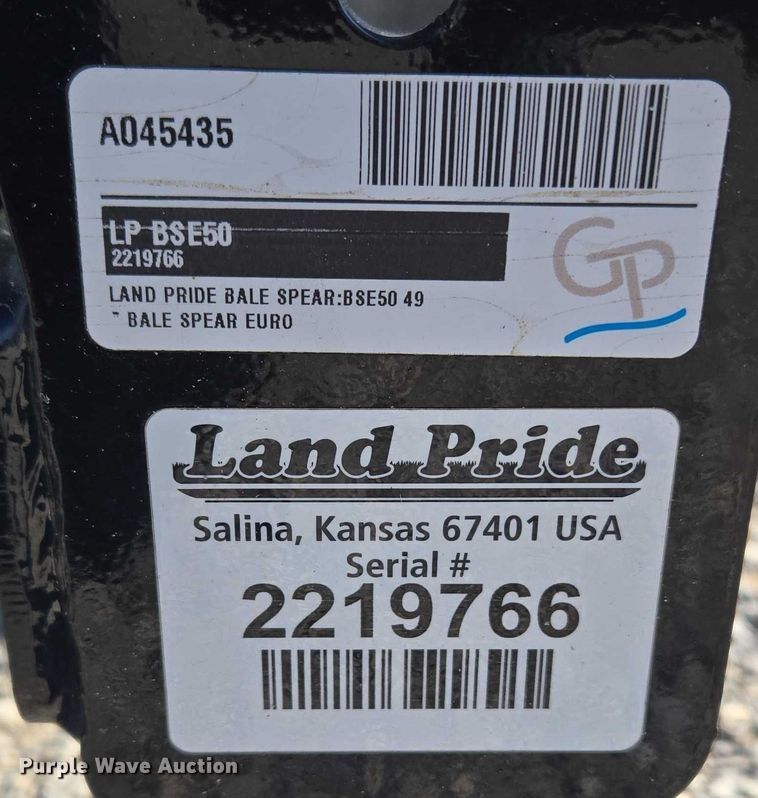 A045435
LP BSE50
2219766
LAND PRIDE BALE SPEAR:BSE50 49
" BALE SPEAR EURO
GP
Land Pride
Salina, Kansas 67401 USA
Serial #
2219766
Purple Wave Auction